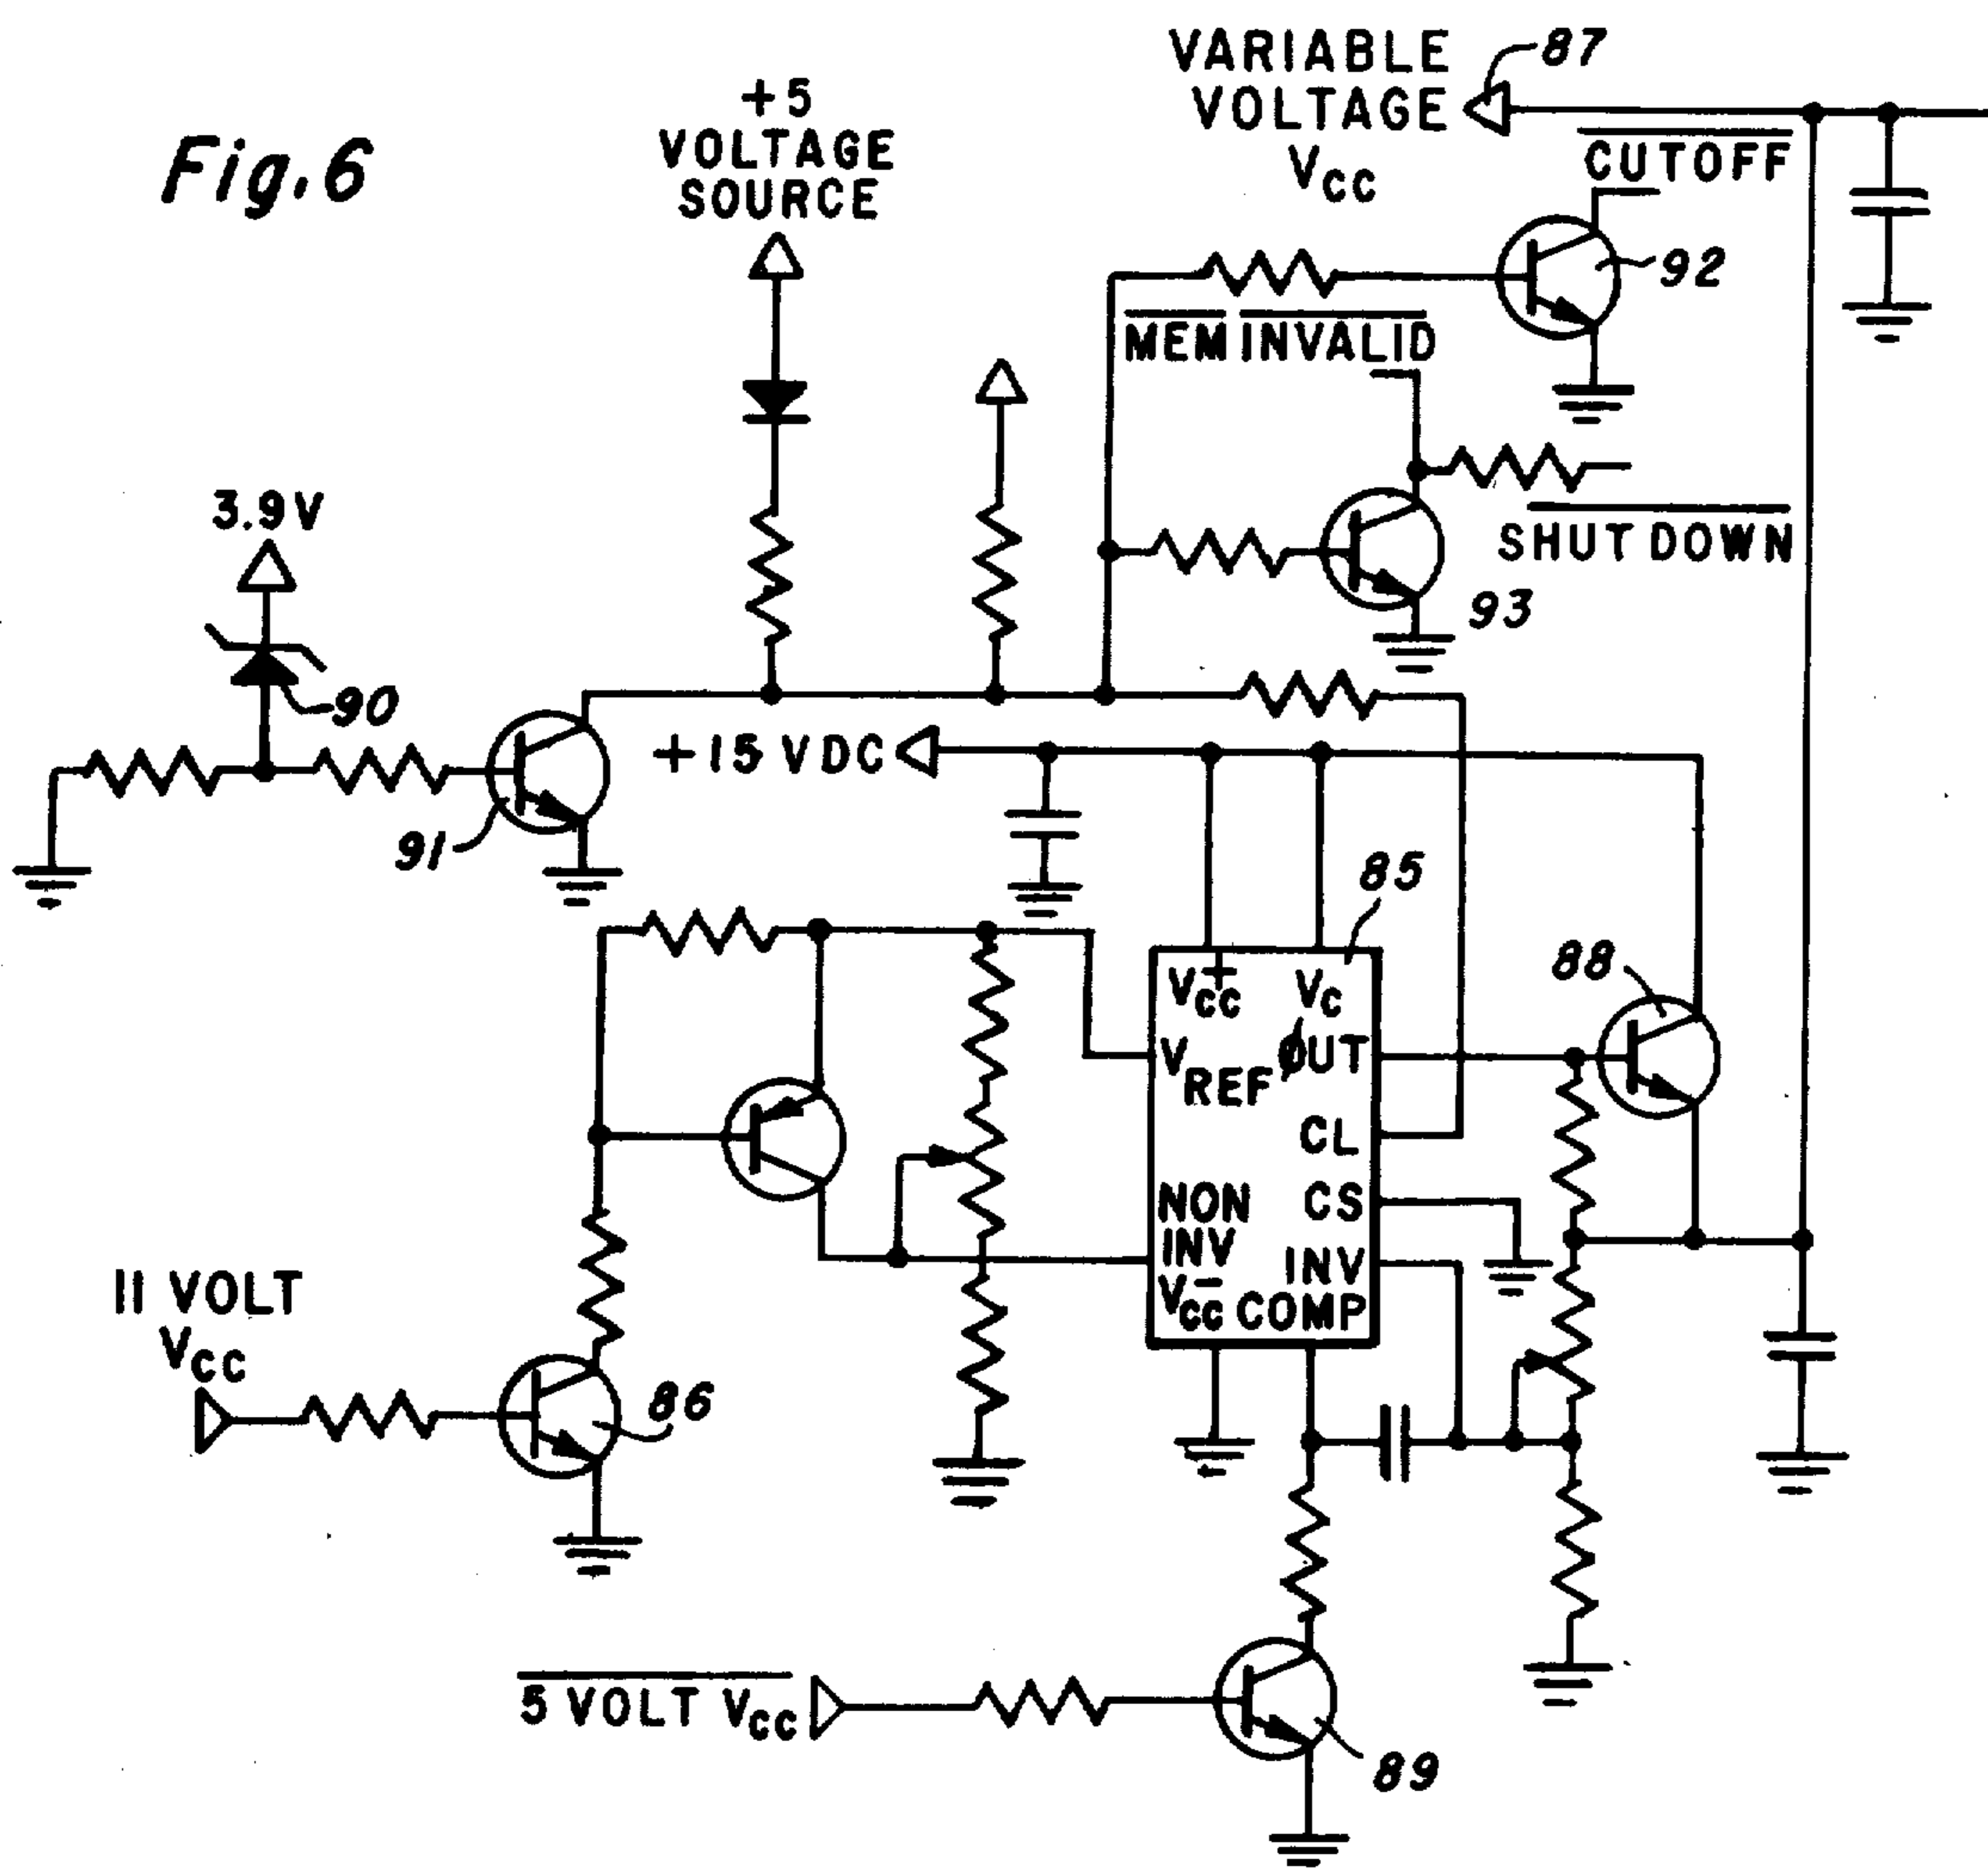 Fig. 6
+5
VOLTAGE
SOURCE
VARIABLE
VOLTAGE
VCC
87
CUTOFF
92
MEM INVALID
SHUT DOWN
93
3.9V
90
91
+15 VDC
85
88
VCC+ VC
VREF OUT
CL
NON CS
INV
INV
VCC- COMP
11 VOLT
VCC
86
5 VOLT VCC
89